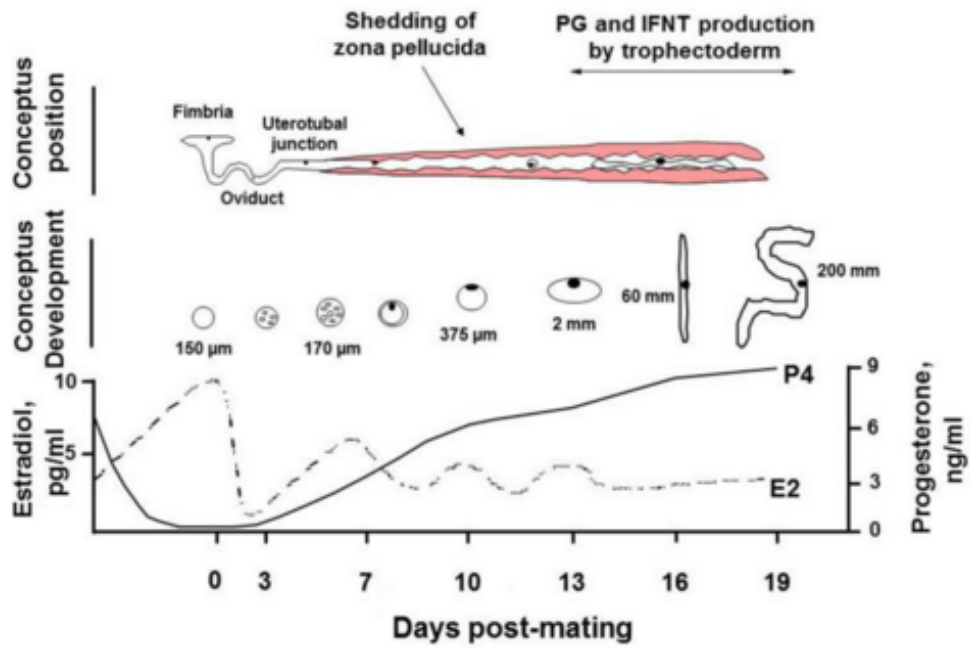 Shedding of
zona pellucida
PG and IFNT production
by trophectoderm
Conceptus
position
Fimbria
Uterotubal
junction
Oviduct
Conceptus
Development
150 µm
170 µm
375 µm
2 mm
60 mm
200 mm
Estradiol,
pg/ml
10
5
P4
E2
9
6
3
0
Progesterone,
ng/ml
0 3 7 10 13 16 19
Days post-mating